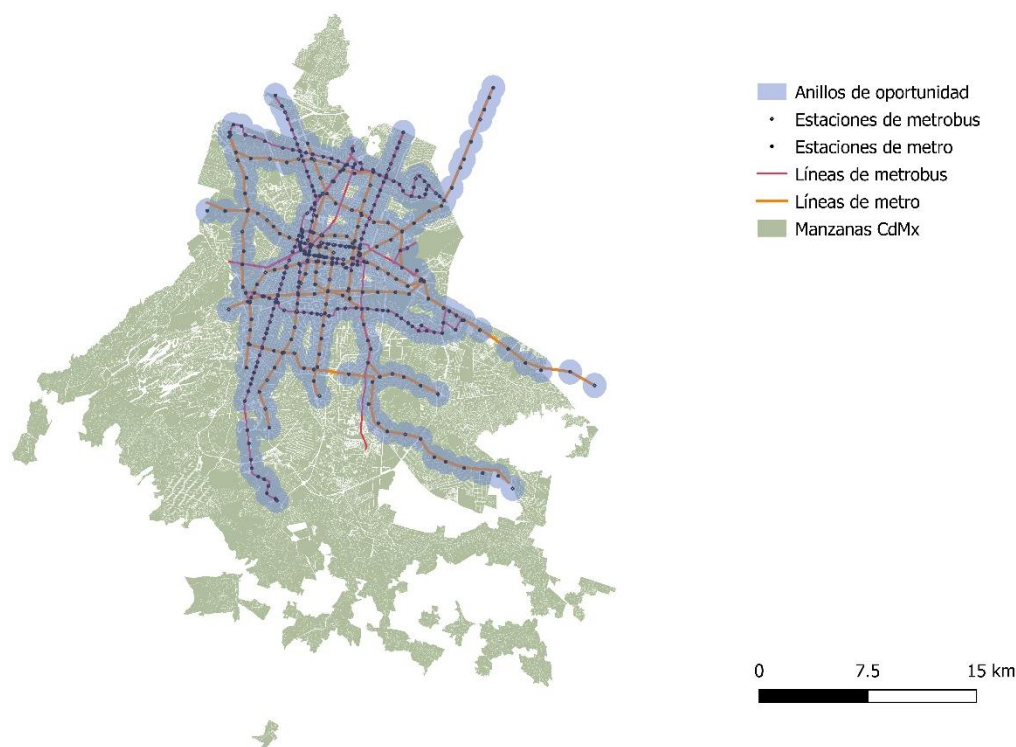 Anillos de oportunidad
Estaciones de metrobus
Estaciones de metro
Líneas de metrobus
Líneas de metro
Manzanas CdMx
0 7.5 15 km